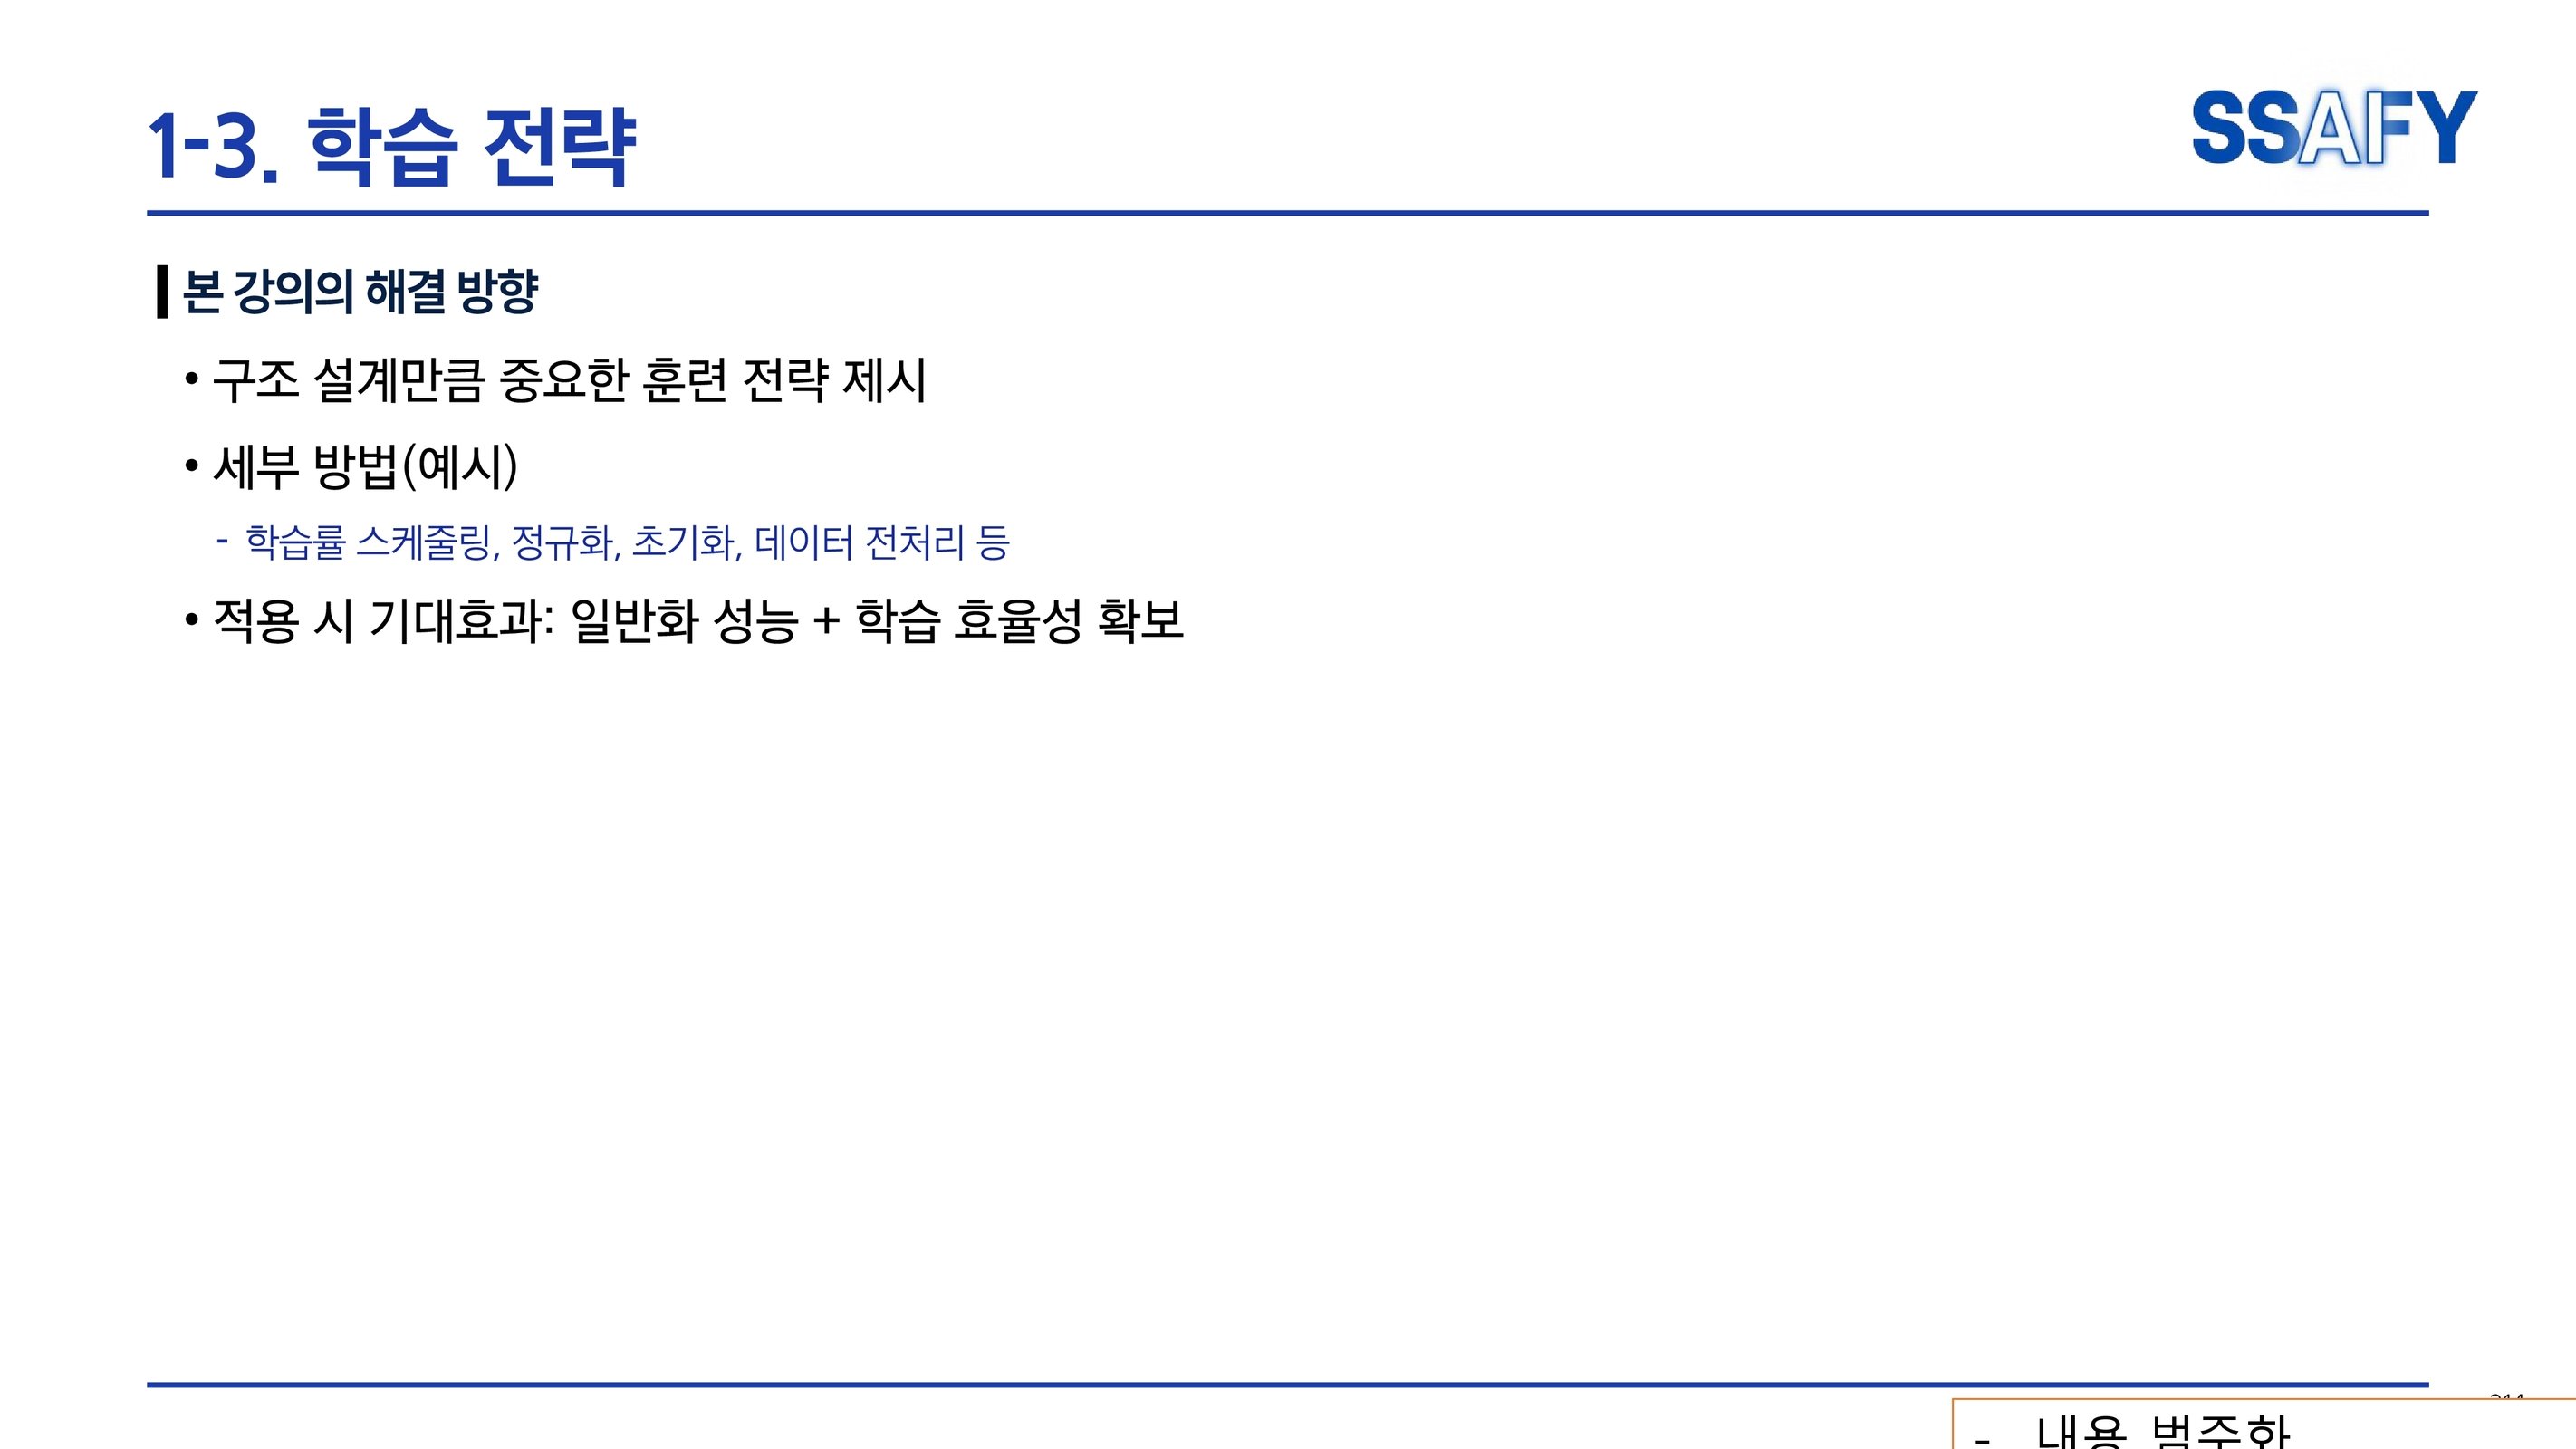 1-3. 학습 전략
SSAFY
본 강의의 해결 방향
• 구조 설계만큼 중요한 훈련 전략 제시
• 세부 방법(예시)
- 학습률 스케줄링, 정규화, 초기화, 데이터 전처리 등
• 적용 시 기대효과: 일반화 성능 + 학습 효율성 확보
- 내용 범주화